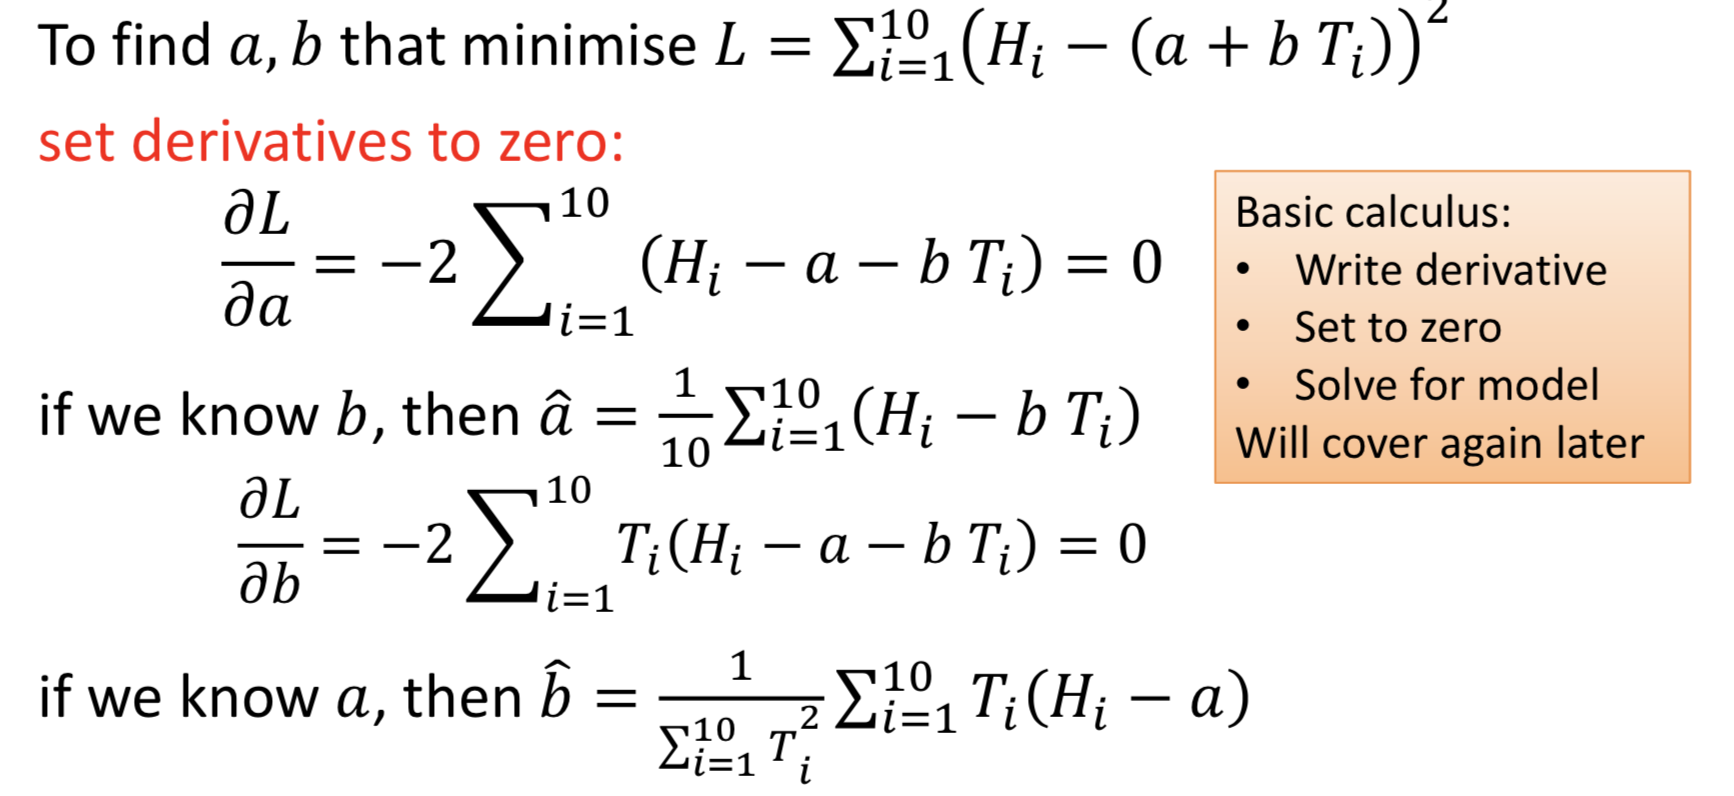 To find a, b that minimise L = ∑_{i=1}^{10} (H_i − (a + b T_i))^2
set derivatives to zero:
∂L/∂a = −2 ∑_{i=1}^{10} (H_i − a − b T_i) = 0
if we know b, then â = 1/10 ∑_{i=1}^{10} (H_i − b T_i)
∂L/∂b = −2 ∑_{i=1}^{10} T_i(H_i − a − b T_i) = 0
if we know a, then b̂ = 1/(∑_{i=1}^{10} T_i^2) ∑_{i=1}^{10} T_i(H_i − a)
Basic calculus:
• Write derivative
• Set to zero
• Solve for model
Will cover again later